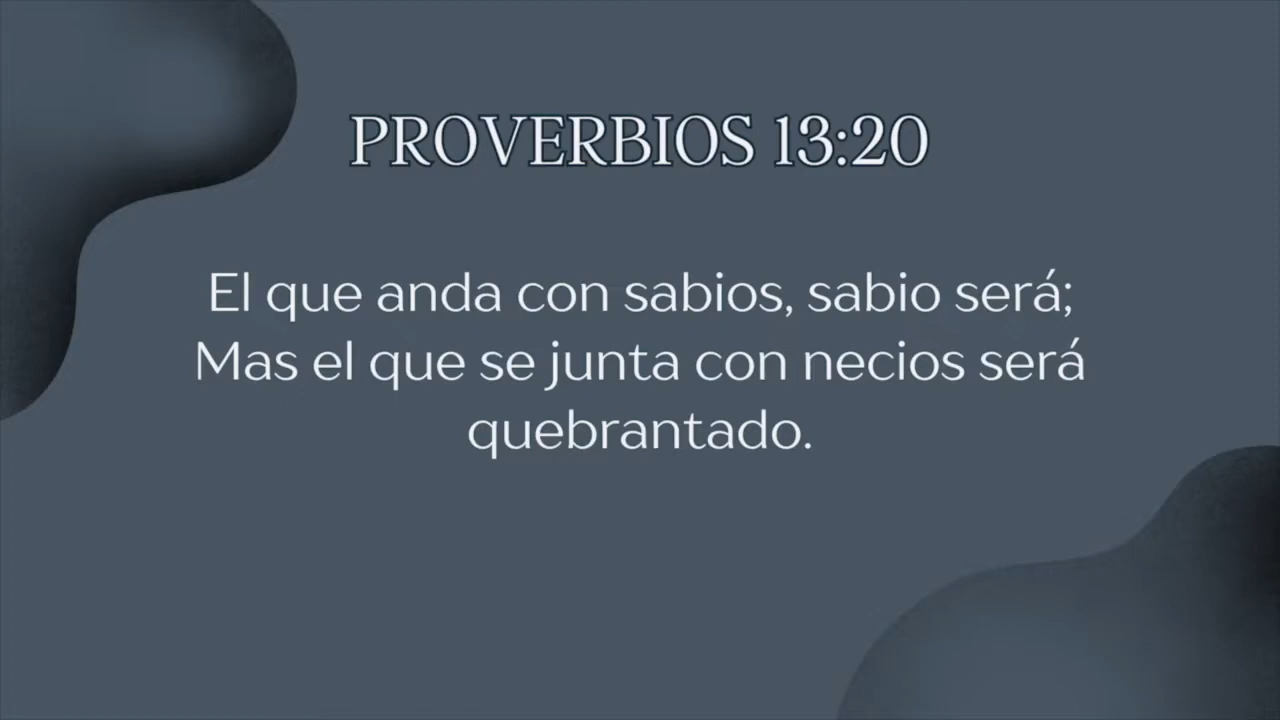 PROVERBIOS 13:20
El que anda con sabios, sabio será;
Mas el que se junta con necios será
quebrantado.